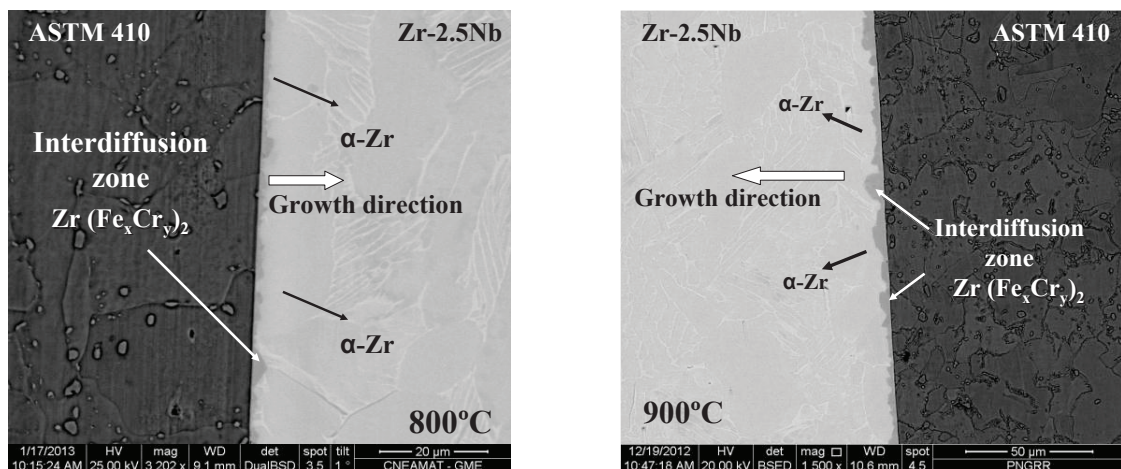 ASTM 410
Zr-2.5Nb
α-Zr
Interdiffusion
zone
Zr (FexCry)2
Growth direction
α-Zr
800ºC
1/17/2013 HV mag WD det spot tilt 20 μm
10:15:24 AM 25.00 kV 3 202 x 9.1 mm DualBSD 3.5 1 ° CNEAMAT - GME
Zr-2.5Nb
ASTM 410
α-Zr
Growth direction
Interdiffusion
zone
Zr (FexCry)2
α-Zr
900ºC
12/19/2012 HV mag WD det spot 50 μm
10:47:18 AM 20.00 kV 1 500 x 10.6 mm BSED 4.5 PNGRR